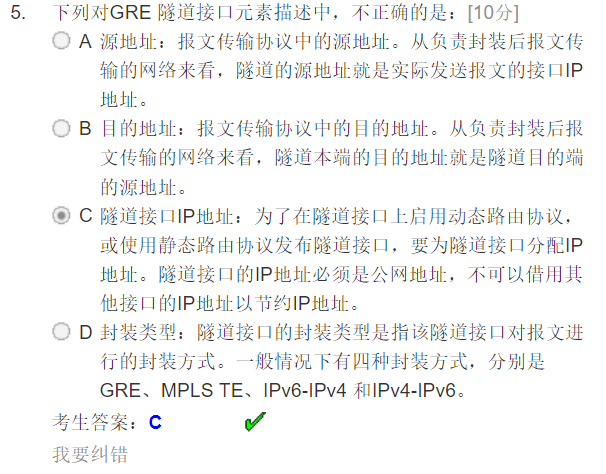 5. 下列对GRE 隧道接口元素描述中，不正确的是：[10分]
A 源地址：报文传输协议中的源地址。从负责封装后报文传
输的网络来看，隧道的源地址就是实际发送报文的接口IP
地址。
B 目的地址：报文传输协议中的目的地址。从负责封装后报
文传输的网络来看，隧道本端的目的地址就是隧道目的端
的源地址。
C 隧道接口IP地址：为了在隧道接口上启用动态路由协议，
或使用静态路由协议发布隧道接口，要为隧道接口分配IP
地址。隧道接口的IP地址必须是公网地址，不可以借用其
他接口的IP地址以节约IP地址。
D 封装类型：隧道接口的封装类型是指该隧道接口对报文进
行的封装方式。一般情况下有四种封装方式，分别是
GRE、MPLS TE、IPv6-IPv4 和IPv4-IPv6。
考生答案：C
我要纠错